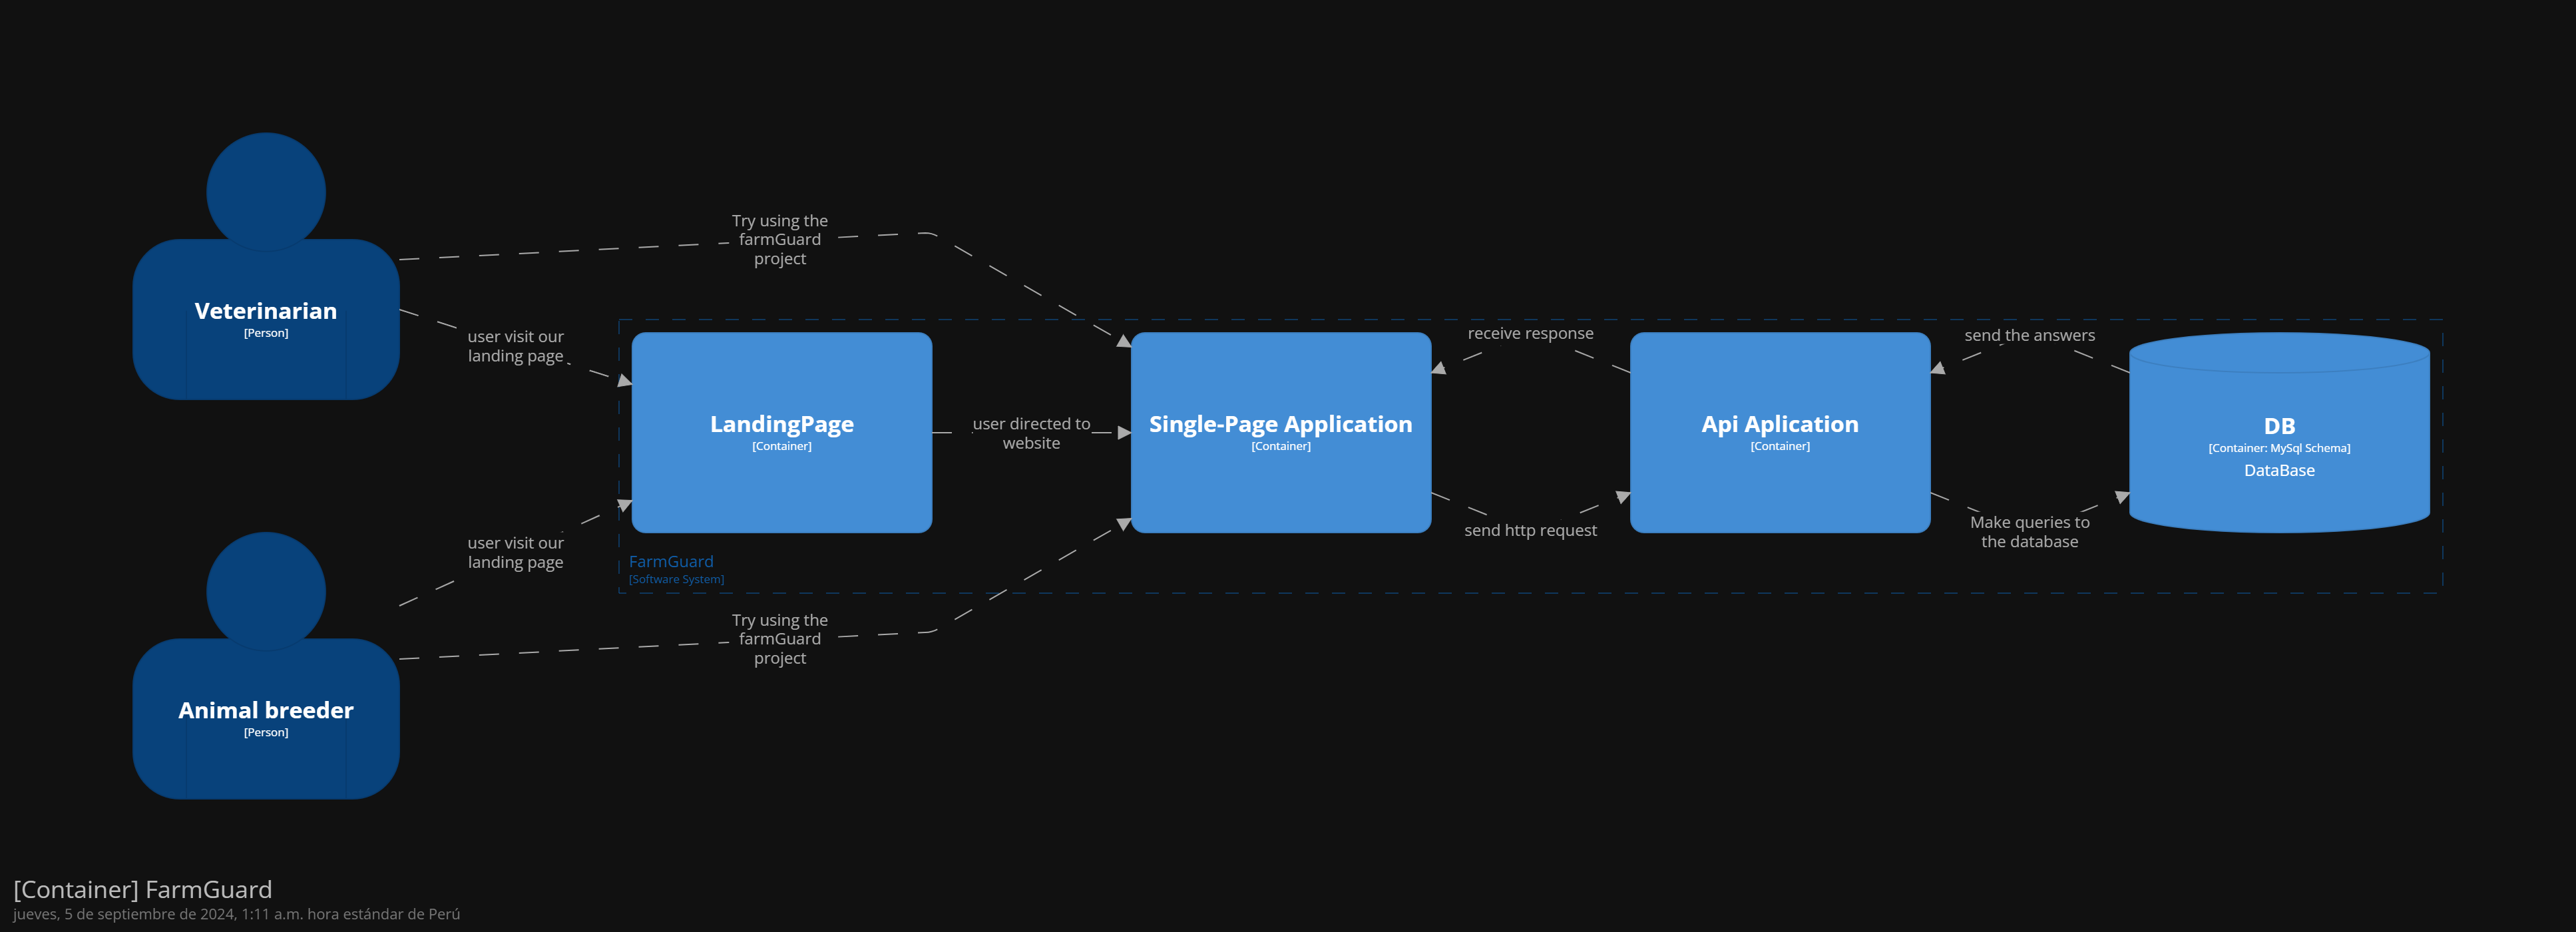 Try using the
farmGuard
project
Veterinarian
[Person]
user visit our
landing page
receive response
send the answers
LandingPage
[Container]
user directed to
website
Single-Page Application
[Container]
Api Aplication
[Container]
DB
[Container: MySql Schema]
DataBase
send http request
Make queries to
the database
user visit our
landing page
FarmGuard
[Software System]
Try using the
farmGuard
project
Animal breeder
[Person]
[Container] FarmGuard
jueves, 5 de septiembre de 2024, 1:11 a.m. hora estándar de Perú